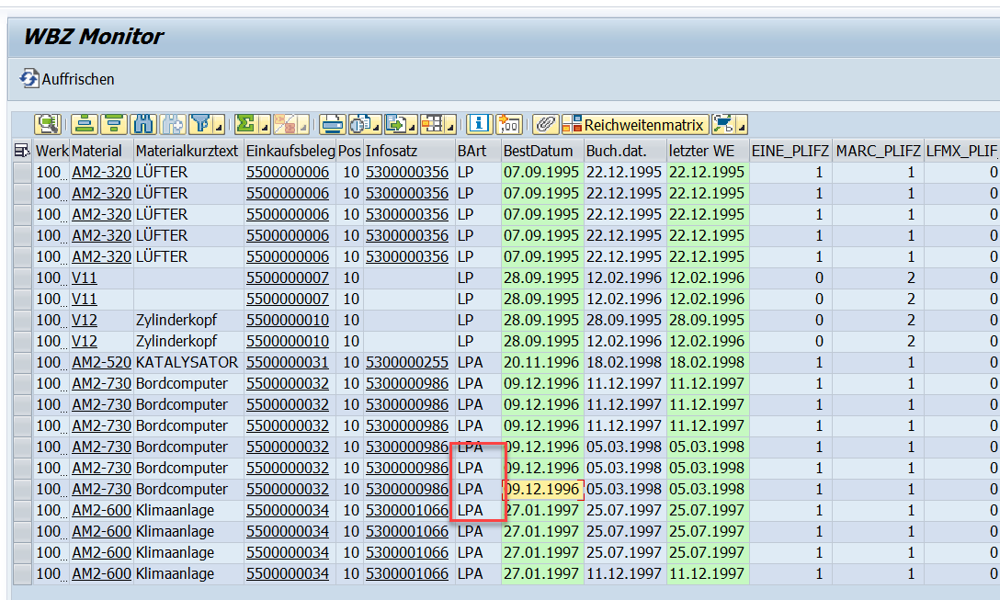 WBZ Monitor
Auffrischen
Reichweitenmatrix
Werk Material Materialkurztext Einkaufsbeleg Pos Infosatz BArt BestDatum Buch.dat. letzter WE EINE_PLIFZ MARC_PLIFZ LFMX_PLIF
100 AM2-320 LÜFTER 5500000006 10 5300000356 LP 07.09.1995 22.12.1995 22.12.1995 1 1 0
100 AM2-320 LÜFTER 5500000006 10 5300000356 LP 07.09.1995 22.12.1995 22.12.1995 1 1 0
100 AM2-320 LÜFTER 5500000006 10 5300000356 LP 07.09.1995 22.12.1995 22.12.1995 1 1 0
100 AM2-320 LÜFTER 5500000006 10 5300000356 LP 07.09.1995 22.12.1995 22.12.1995 1 1 0
100 AM2-320 LÜFTER 5500000006 10 5300000356 LP 07.09.1995 22.12.1995 22.12.1995 1 1 0
100 V11 5500000007 10 LP 28.09.1995 12.02.1996 12.02.1996 0 2 0
100 V11 5500000007 10 LP 28.09.1995 12.02.1996 12.02.1996 0 2 0
100 V12 Zylinderkopf 5500000010 10 LP 28.09.1995 28.09.1995 28.09.1995 0 2 0
100 V12 Zylinderkopf 5500000010 10 LP 28.09.1995 12.02.1996 12.02.1996 0 2 0
100 AM2-520 KATALYSATOR 5500000031 10 5300000255 LPA 20.11.1996 18.02.1998 18.02.1998 1 1 0
100 AM2-730 Bordcomputer 5500000032 10 5300000986 LPA 09.12.1996 11.12.1997 11.12.1997 1 1 0
100 AM2-730 Bordcomputer 5500000032 10 5300000986 LPA 09.12.1996 11.12.1997 11.12.1997 1 1 0
100 AM2-730 Bordcomputer 5500000032 10 5300000986 LPA 09.12.1996 11.12.1997 11.12.1997 1 1 0
100 AM2-730 Bordcomputer 5500000032 10 5300000986 LPA 09.12.1996 05.03.1998 05.03.1998 1 1 0
100 AM2-730 Bordcomputer 5500000032 10 5300000986 LPA 09.12.1996 05.03.1998 05.03.1998 1 1 0
100 AM2-730 Bordcomputer 5500000032 10 5300000986 LPA 09.12.1996 05.03.1998 05.03.1998 1 1 0
100 AM2-600 Klimaanlage 5500000034 10 5300001066 LPA 27.01.1997 25.07.1997 25.07.1997 1 1 0
100 AM2-600 Klimaanlage 5500000034 10 5300001066 LPA 27.01.1997 25.07.1997 25.07.1997 1 1 0
100 AM2-600 Klimaanlage 5500000034 10 5300001066 LPA 27.01.1997 25.07.1997 25.07.1997 1 1 0
100 AM2-600 Klimaanlage 5500000034 10 5300001066 LPA 27.01.1997 11.12.1997 11.12.1997 1 1 0